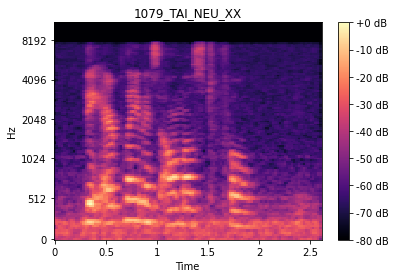 1079_TAI_NEU_XX
+0 dB
8192
-10 dB
4096
-20 dB
-30 dB
2048
Hz
-40 dB
1024
-50 dB
512
-60 dB
-70 dB
0
-80 dB
0 0.5 1 1.5 2 2.5
Time